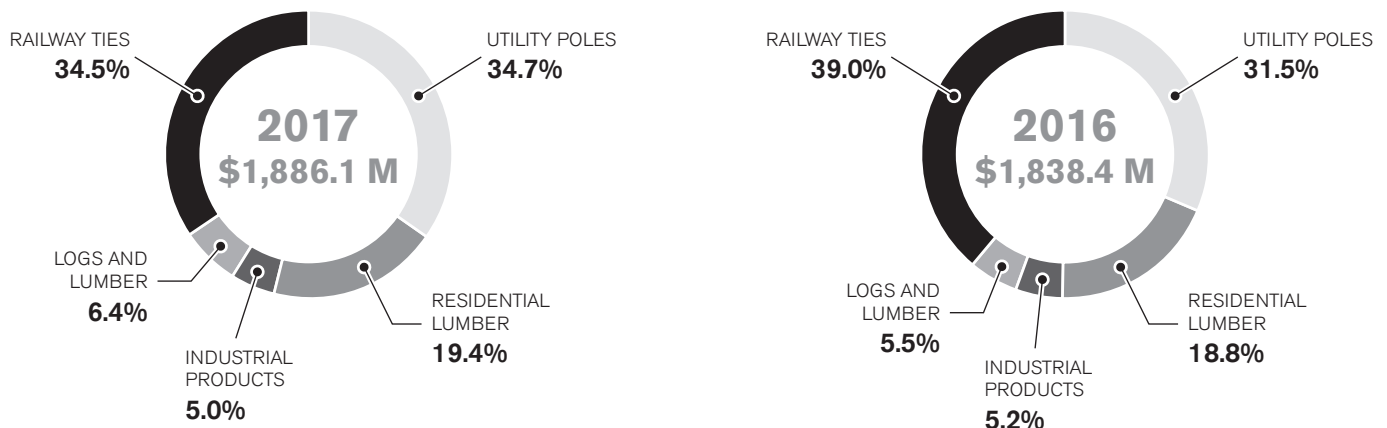 RAILWAY TIES
34.5%
UTILITY POLES
34.7%
2017
$1,886.1 M
LOGS AND
LUMBER
6.4%
INDUSTRIAL
PRODUCTS
5.0%
RESIDENTIAL
LUMBER
19.4%
RAILWAY TIES
39.0%
UTILITY POLES
31.5%
2016
$1,838.4 M
LOGS AND
LUMBER
5.5%
INDUSTRIAL
PRODUCTS
5.2%
RESIDENTIAL
LUMBER
18.8%